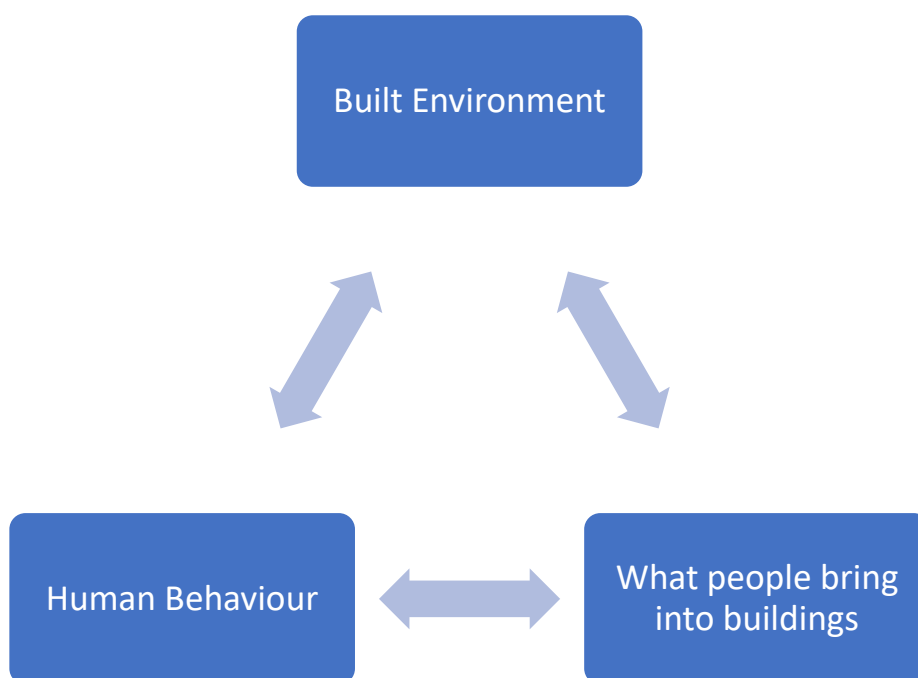 Built Environment
Human Behaviour
What people bring
into buildings